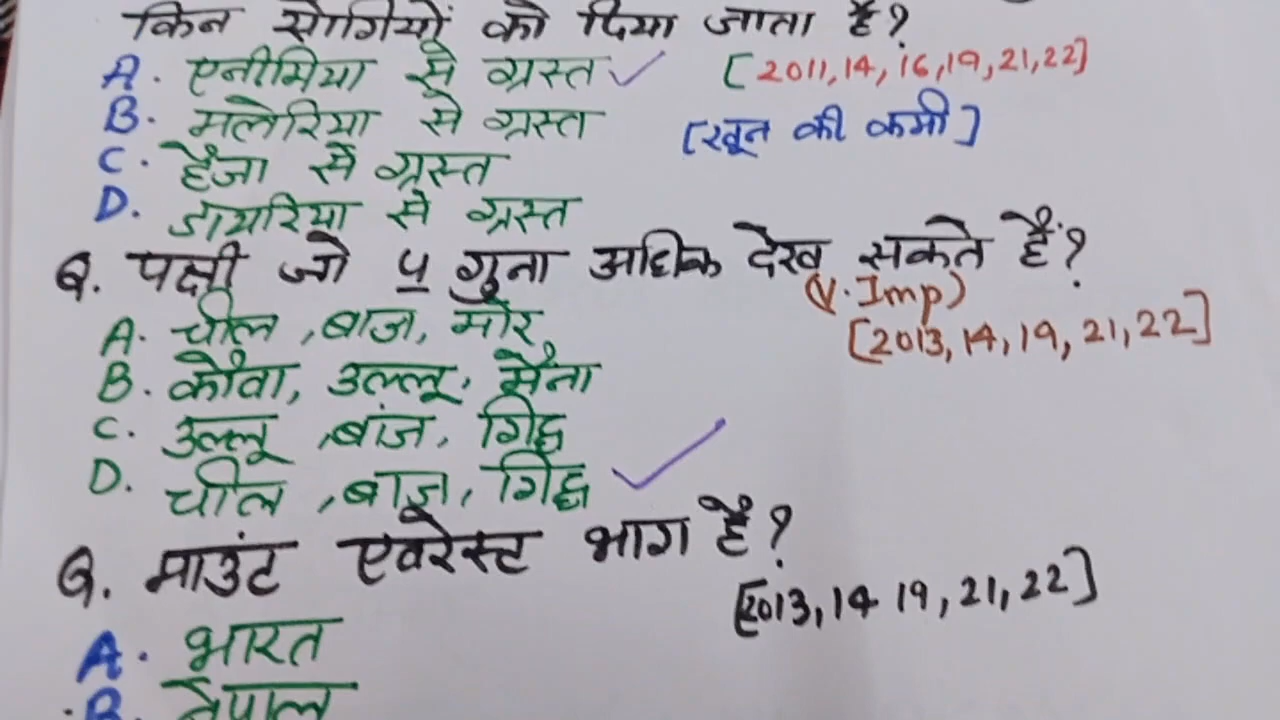 किन रोगियों को दिया जाता है?
A. एनीमिया से ग्रस्त ✓ [2011,14, 16,19,21,22]
B. मलेरिया से ग्रस्त [खून की कमी]
C. हैजा से ग्रस्त
D. डायरिया से ग्रस्त
Q. पक्षी जो 4 गुना अधिक देख सकते हैं?
(V. Imp)
A. चील, बाज, मोर [2013, 14, 19, 21, 22]
B. कौवा, उल्लू, मैना
C. उल्लू, बांज, गिद्ध
D. चील, बाज, गिद्ध ✓
Q. माउंट एवरेस्ट भाग है?
[2013, 14 19, 21, 22]
A. भारत
B. नेपाल